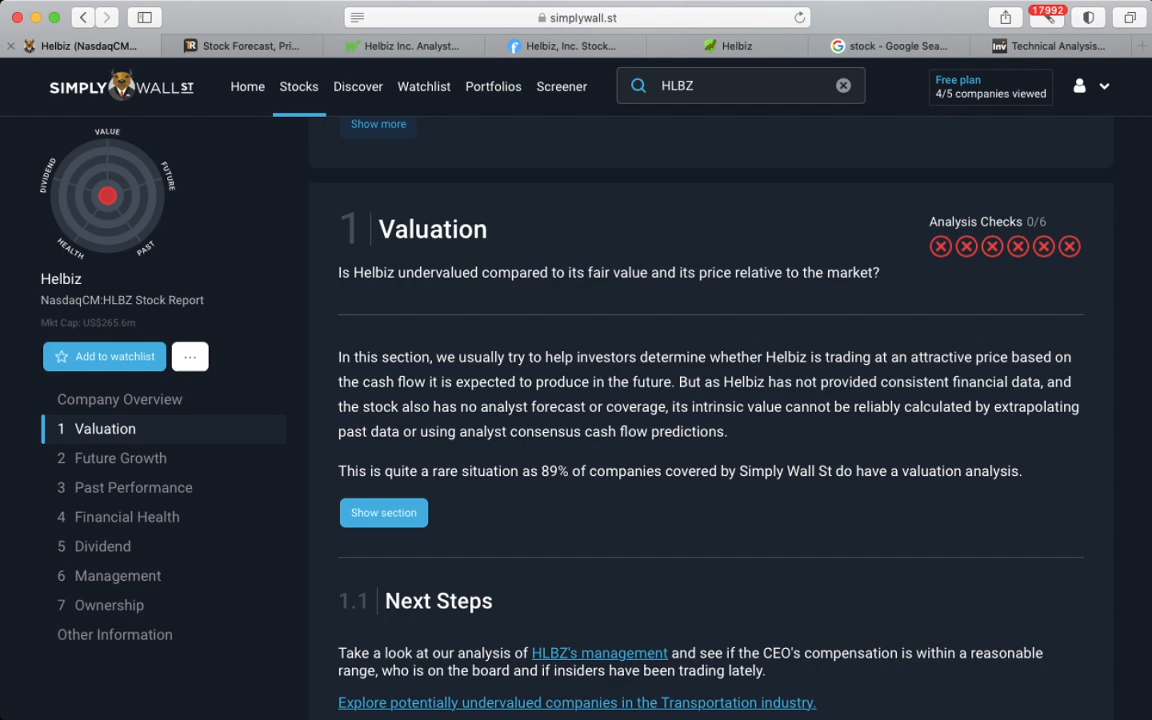 simplywall.st
17992
Helbiz (NasdaqCM...
Stock Forecast, Pri...
Helbiz Inc. Analyst...
Helbiz, Inc. Stock...
Helbiz
stock - Google Sea...
Inv Technical Analysis...
SIMPLY WALL ST
Home
Stocks
Discover
Watchlist
Portfolios
Screener
HLBZ
Free plan
4/5 companies viewed
VALUE
FUTURE
PAST
HEALTH
DIVIDEND
Helbiz
NasdaqCM:HLBZ Stock Report
Mkt Cap: US$265.6m
Add to watchlist
...
Company Overview
1 Valuation
2 Future Growth
3 Past Performance
4 Financial Health
5 Dividend
6 Management
7 Ownership
Other Information
Show more
1 Valuation
Analysis Checks 0/6
Is Helbiz undervalued compared to its fair value and its price relative to the market?
In this section, we usually try to help investors determine whether Helbiz is trading at an attractive price based on
the cash flow it is expected to produce in the future. But as Helbiz has not provided consistent financial data, and
the stock also has no analyst forecast or coverage, its intrinsic value cannot be reliably calculated by extrapolating
past data or using analyst consensus cash flow predictions.
This is quite a rare situation as 89% of companies covered by Simply Wall St do have a valuation analysis.
Show section
1.1 Next Steps
Take a look at our analysis of HLBZ's management and see if the CEO's compensation is within a reasonable
range, who is on the board and if insiders have been trading lately.
Explore potentially undervalued companies in the Transportation industry.